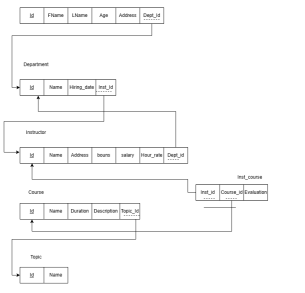 id FName LName Age Address Dept_id
Department
id Name Hiring_date Inst_id
Instructor
id Name Address bouns salary Hour_rate Dept_id
Inst_course
Inst_id Course_id Evaluation
Course
id Name Duration Description Topic_id
Topic
id Name